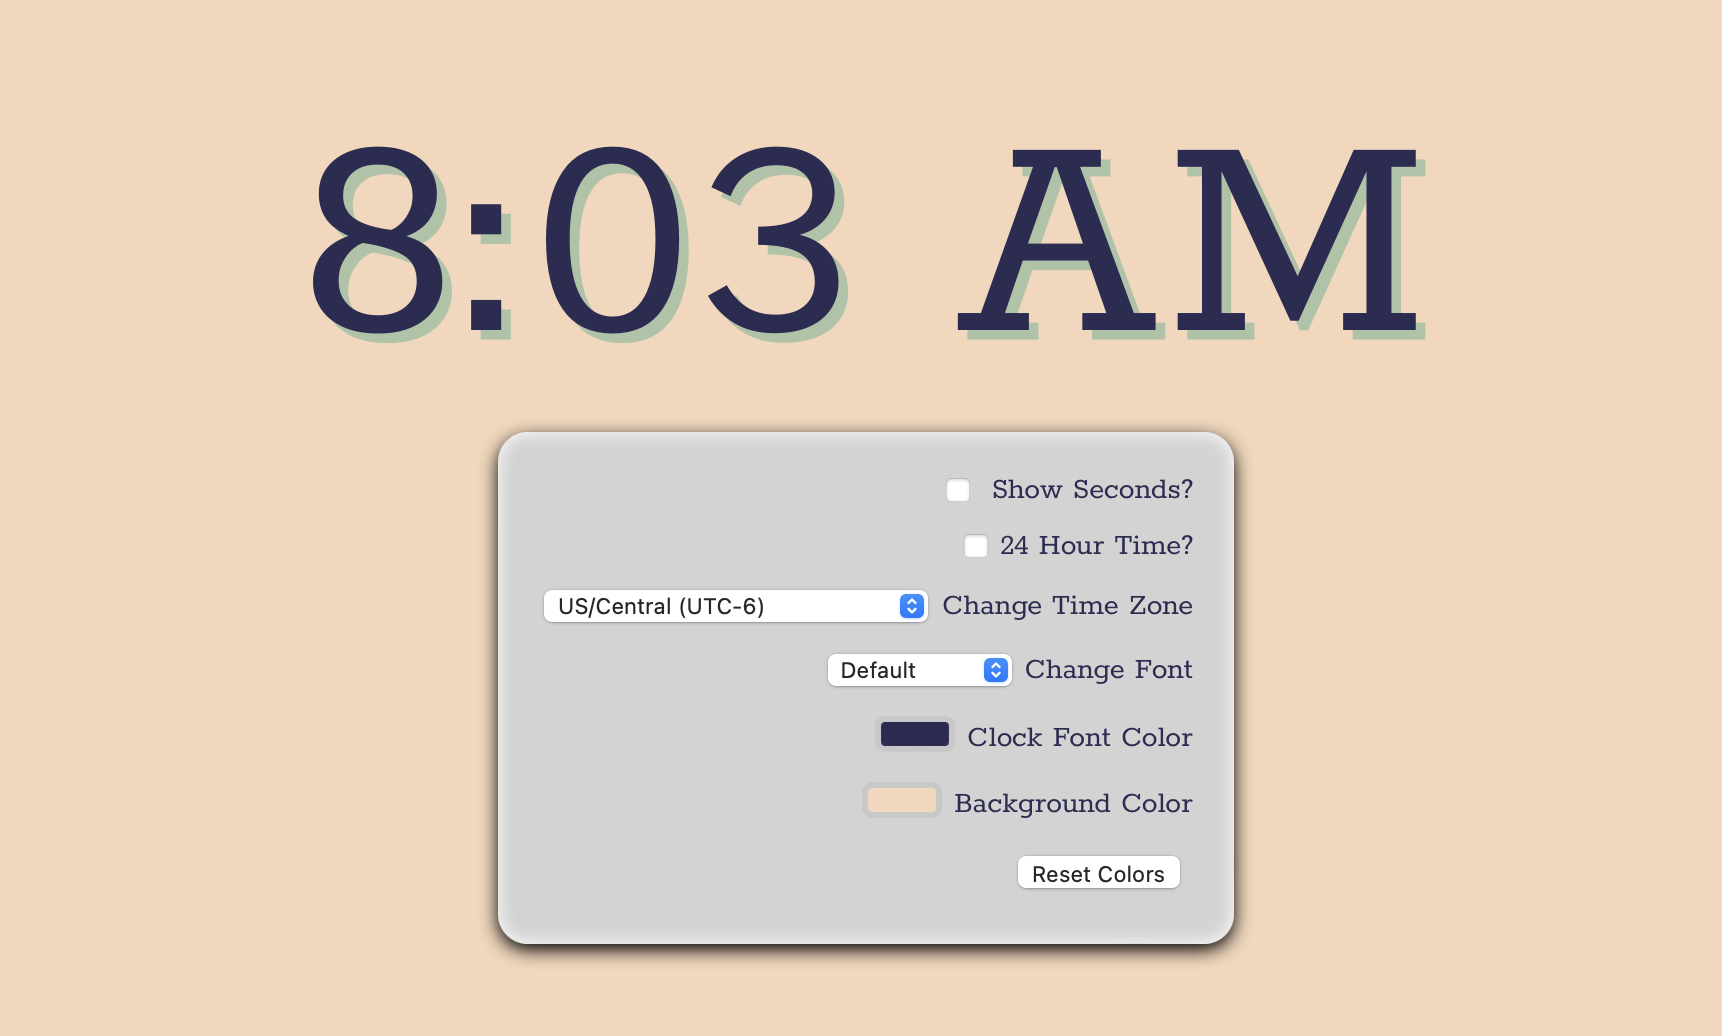 8:03 AM
Show Seconds?
24 Hour Time?
US/Central (UTC-6) Change Time Zone
Default Change Font
Clock Font Color
Background Color
Reset Colors